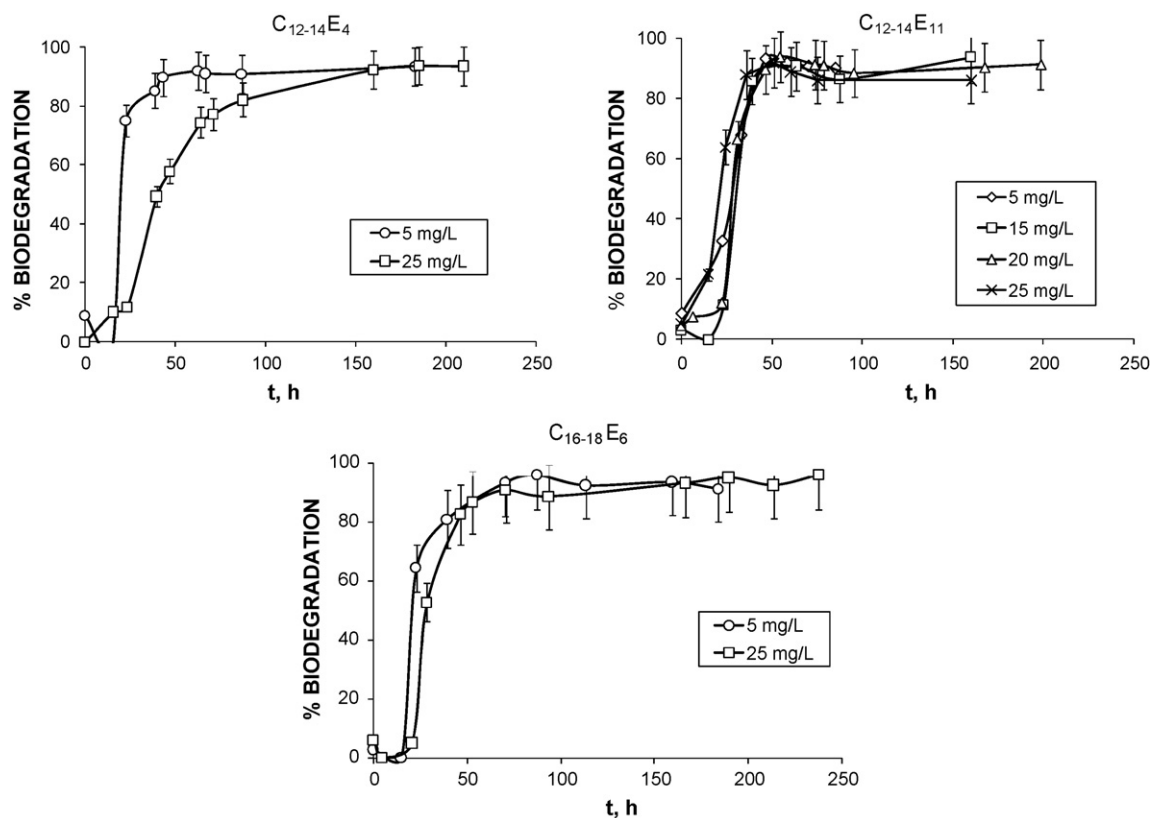 C12-14E4
% BIODEGRADATION
100
80
60
40
20
0
0 50 100 150 200 250
t, h
5 mg/L
25 mg/L
C12-14E11
% BIODEGRADATION
100
80
60
40
20
0
0 50 100 150 200 250
t, h
5 mg/L
15 mg/L
20 mg/L
25 mg/L
C16-18E6
% BIODEGRADATION
100
80
60
40
20
0
0 50 100 150 200 250
t, h
5 mg/L
25 mg/L